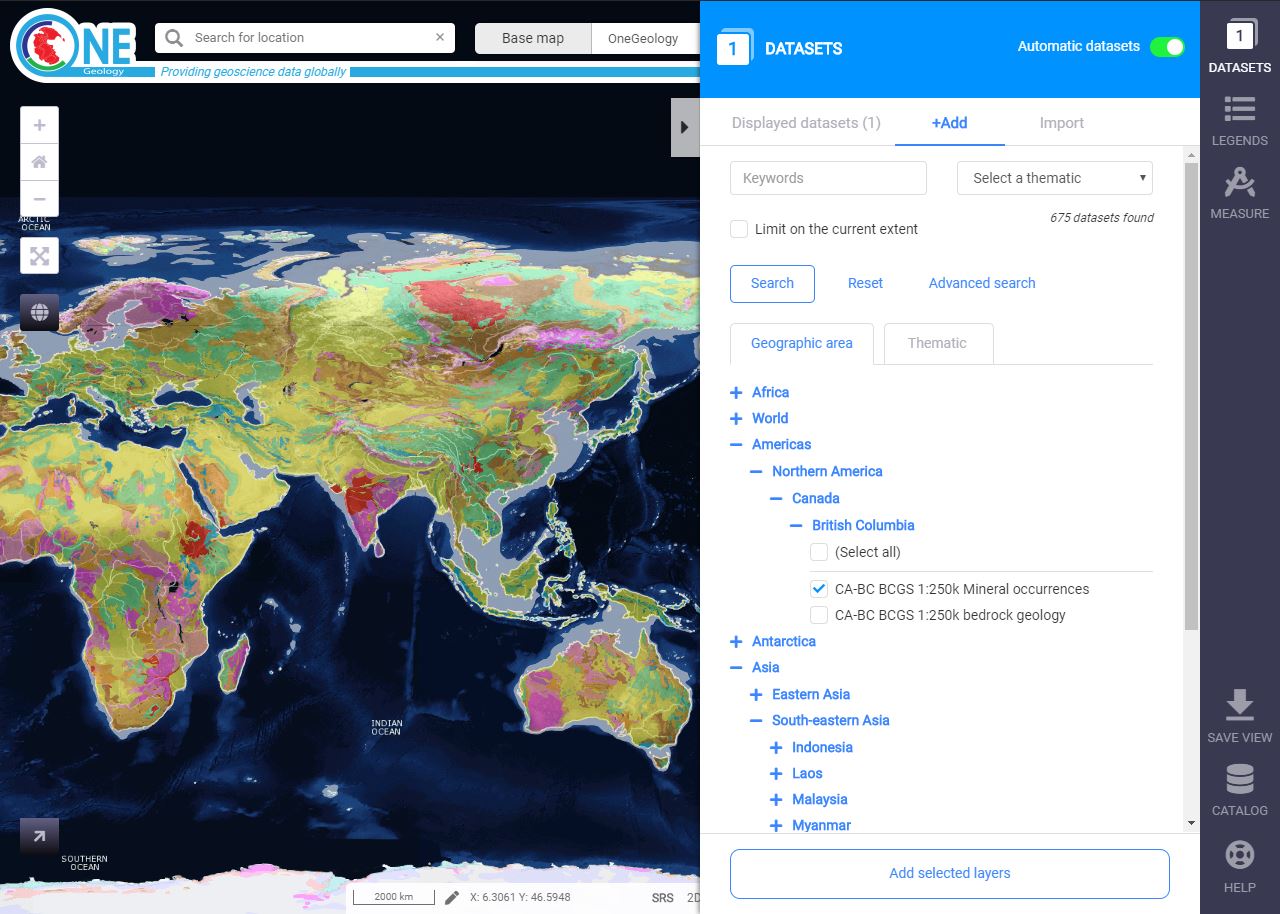 ONE
Geology
Providing geoscience data globally
Search for location
×
Base map
OneGeology
1
DATASETS
Automatic datasets
Displayed datasets (1)
+Add
Import
Keywords
Select a thematic
675 datasets found
Limit on the current extent
Search
Reset
Advanced search
Geographic area
Thematic
Africa
World
Americas
Northern America
Canada
British Columbia
(Select all)
CA-BC BCGS 1:250k Mineral occurrences
CA-BC BCGS 1:250k bedrock geology
Antarctica
Asia
Eastern Asia
South-eastern Asia
Indonesia
Laos
Malaysia
Myanmar
Add selected layers
1
DATASETS
LEGENDS
MEASURE
SAVE VIEW
CATALOG
HELP
+
−
ARCTIC
OCEAN
INDIAN
OCEAN
SOUTHERN
OCEAN
2000 km
X: 6.3061 Y: 46.5948
SRS
2D